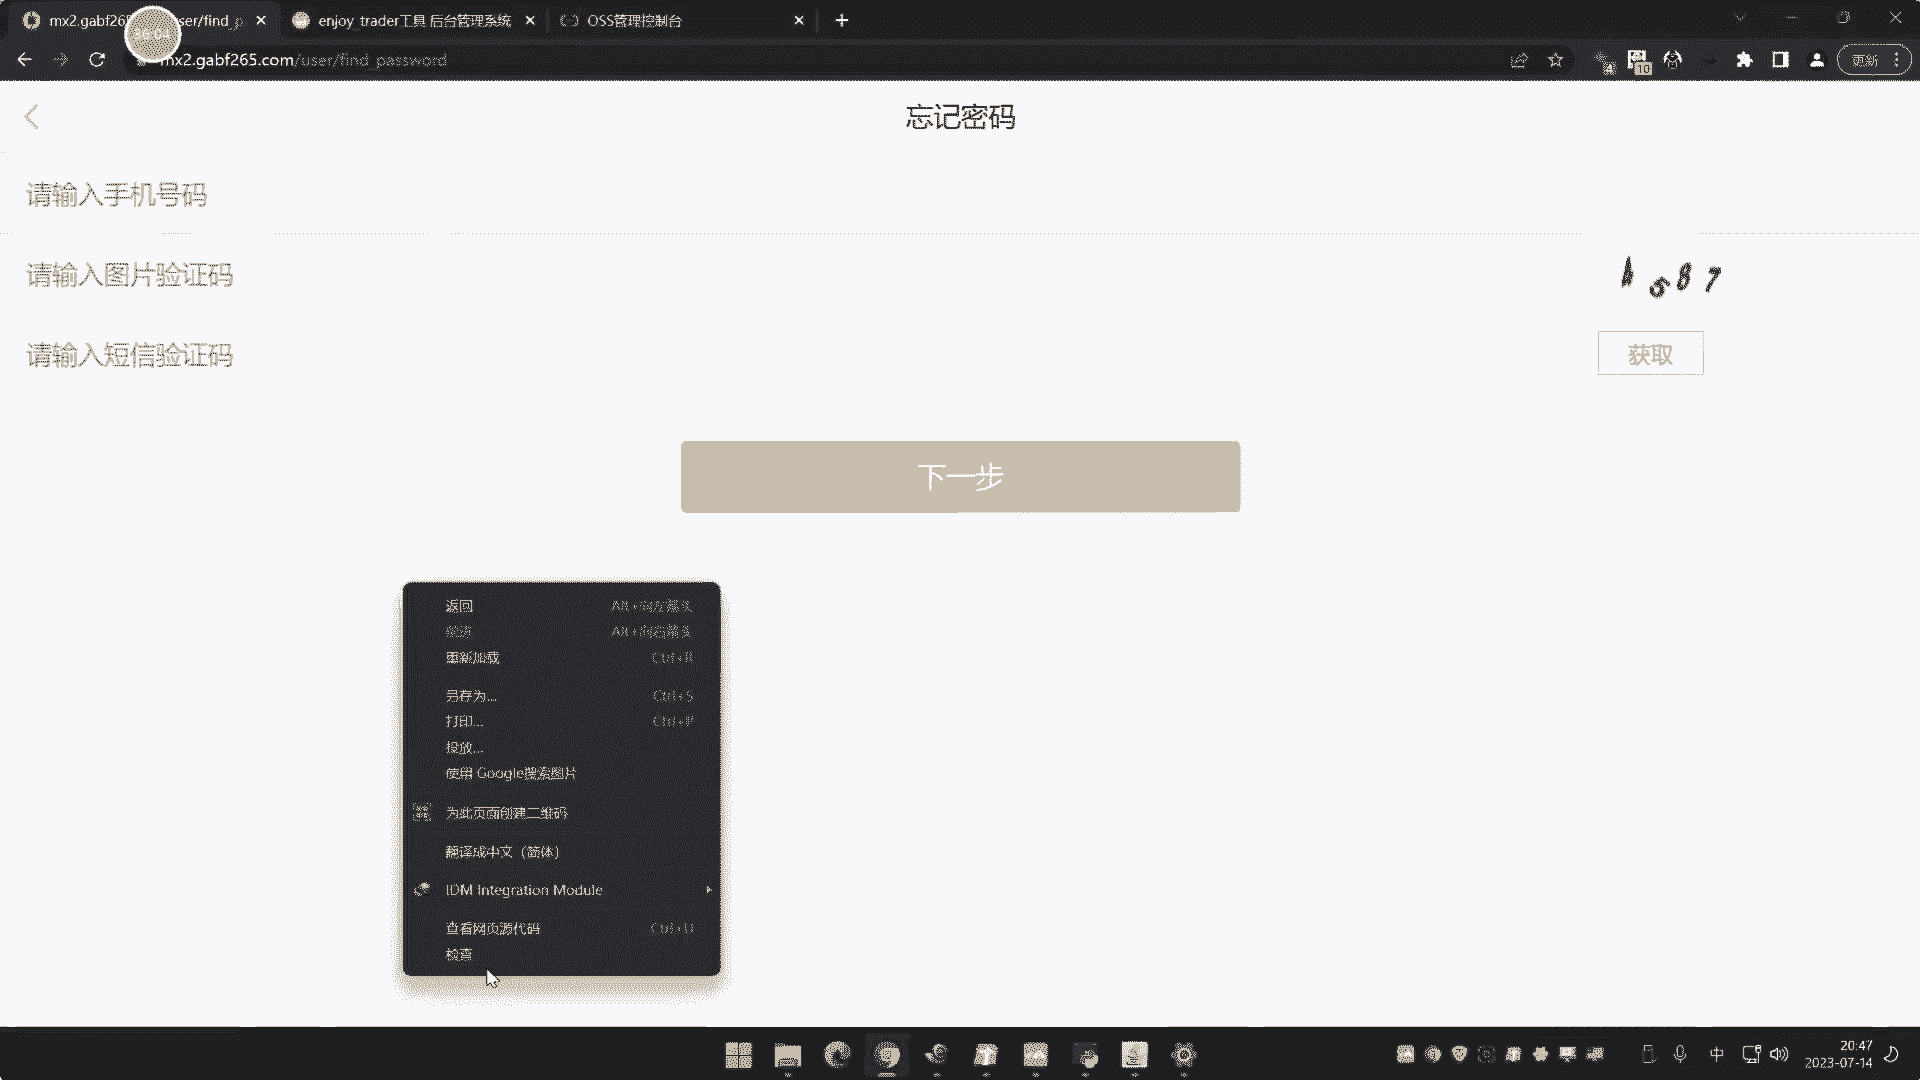 mx2.gabf265 user/find_p
enjoy_trader工具 后台管理系统
OSS管理控制台
36:04
mx2.gabf265.com/user/find_password
10
更新
忘记密码
请输入手机号码
请输入图片验证码
h587
请输入短信验证码
获取
下一步
返回 Alt+向左箭头
前进 Alt+向右箭头
重新加载 Ctrl+R
另存为... Ctrl+S
打印... Ctrl+P
投放...
使用 Google搜索图片
为此页面创建二维码
翻译成中文（简体）
IDM Integration Module
查看网页源代码 Ctrl+U
检查
中
20:47
2023-07-14